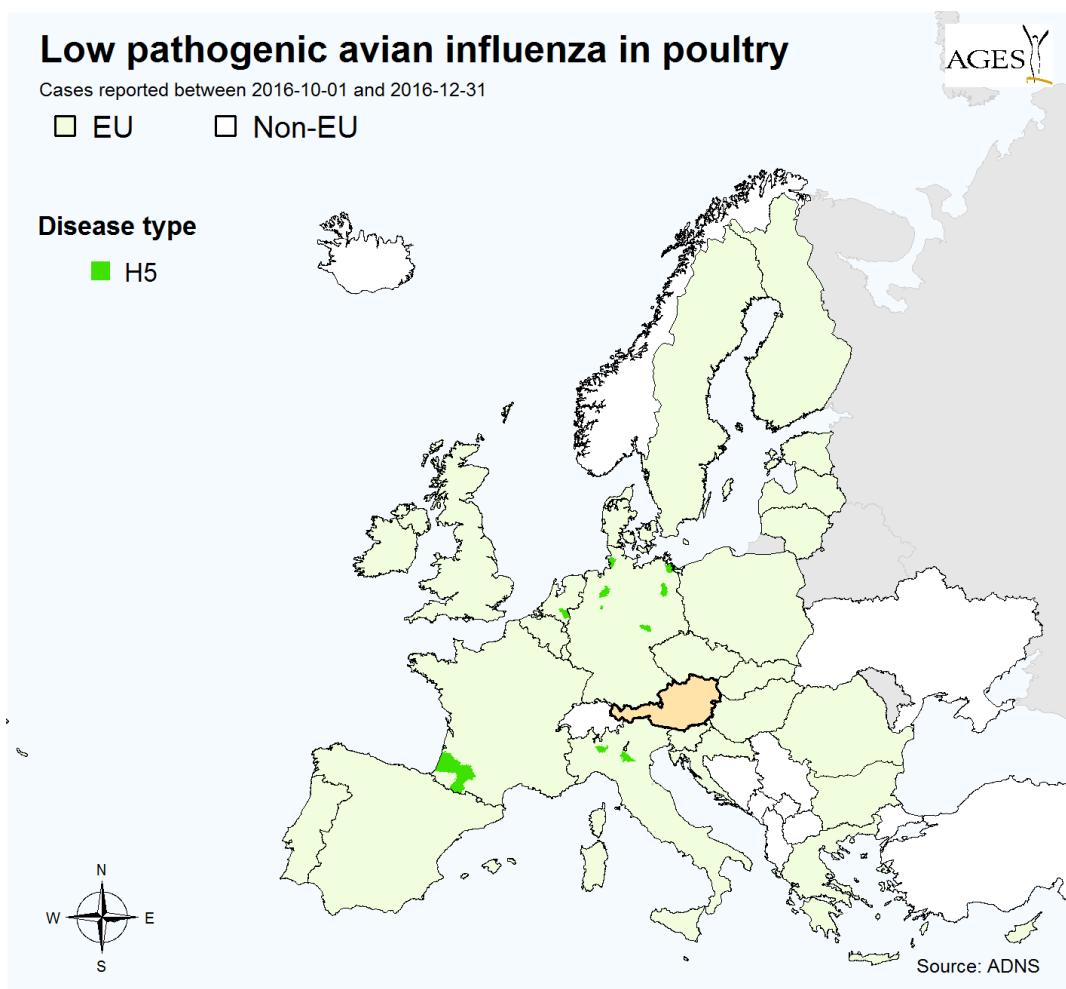 Low pathogenic avian influenza in poultry
Cases reported between 2016-10-01 and 2016-12-31
EU
Non-EU
AGES
Disease type
H5
N
W
E
S
Source: ADNS